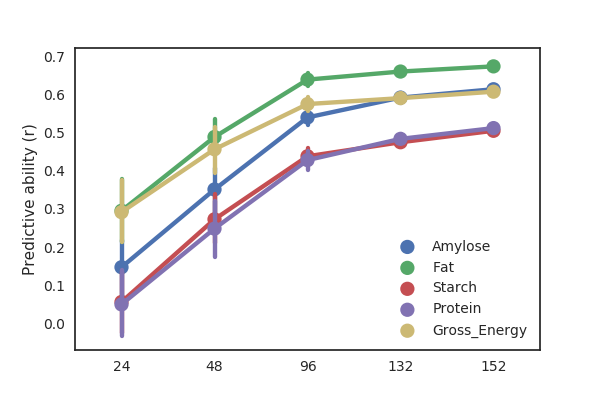 Predictive ability (r)
0.7
0.6
0.5
0.4
0.3
0.2
0.1
0.0
Amylose
Fat
Starch
Protein
Gross_Energy
24 48 96 132 152